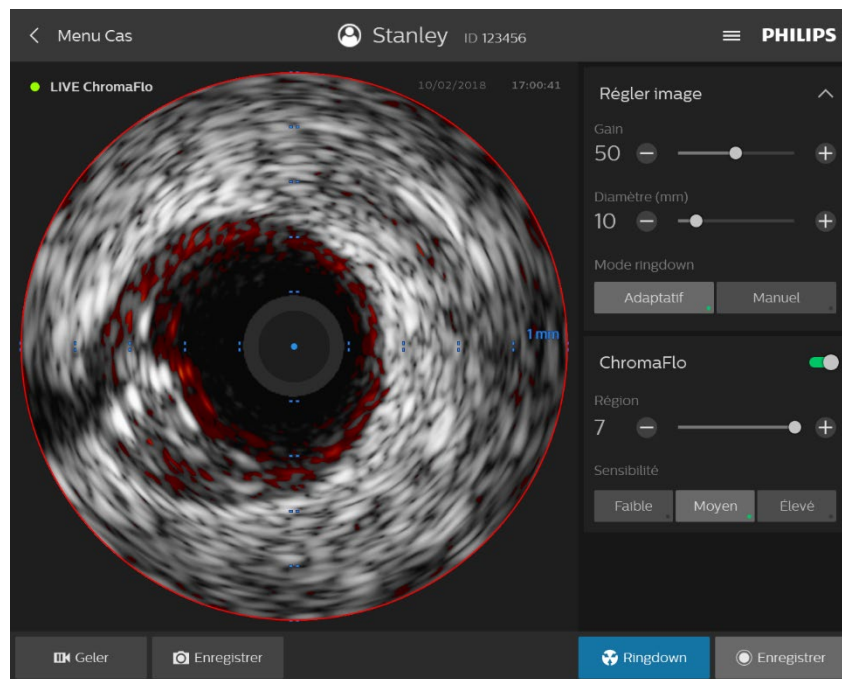 Menu Cas
Stanley ID 123456
PHILIPS
LIVE ChromaFlo
10/02/2018 17:00:41
1 min
Régler image
Gain
50
Diamètre (mm)
10
Mode ringdown
Adaptatif Manuel
ChromaFlo
Région
7
Sensibilité
Faible Moyen Élevé
Geler Enregistrer Ringdown Enregistrer